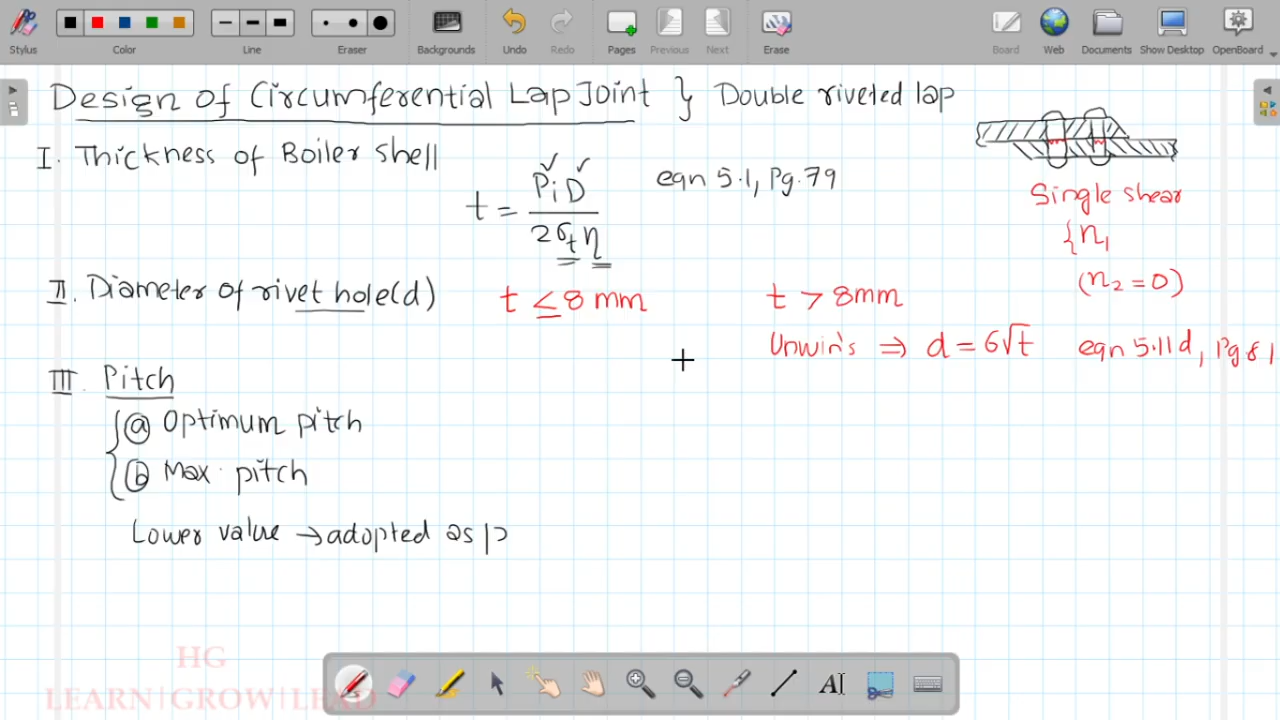 Stylus Color Line Eraser Backgrounds Undo Redo Pages Previous Next Erase Board Web Documents Show Desktop OpenBoard
Design of Circumferential Lap Joint } Double riveted lap
I. Thickness of Boiler shell
t = PiD / 2σtη
eqn 5.1, Pg.79
Single shear
{n1
(n2 = 0)
II. Diameter of rivet hole(d) t ≤ 8 mm t > 8mm
Unwin's ⇒ d = 6√t eqn 5.11d, Pg 81
III. Pitch
ⓐ Optimum pitch
ⓑ Max. pitch
Lower value → adopted as p
HG
LEARN|GROW|LEAD